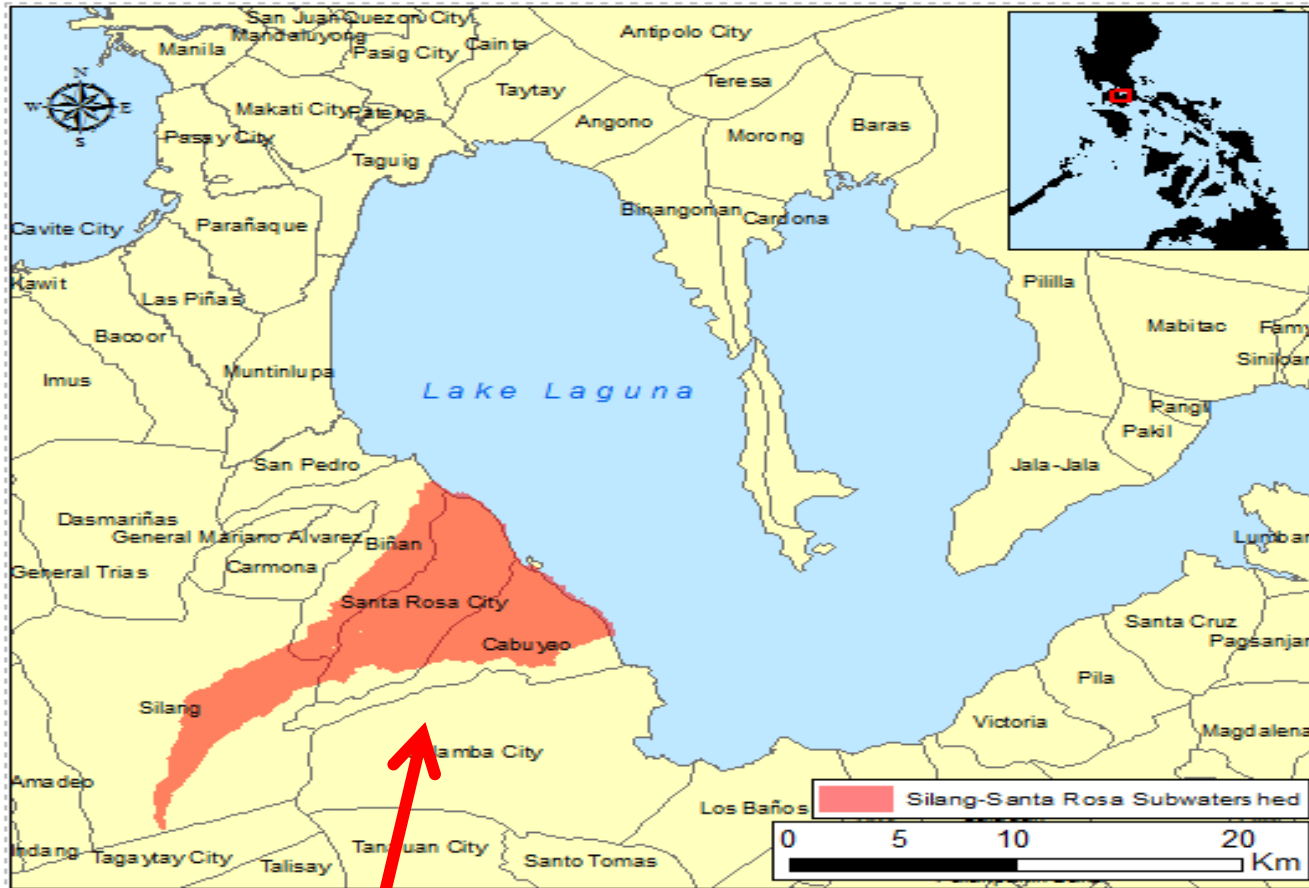 San Juan
Quezon City
Mandaluyong
Manila
Pasig City
Cainta
Antipolo City
Teresa
Taytay
Makati City
Pateros
Angono
Morong
Baras
Pasay City
Taguig
N
W
E
S
Binangonan
Cardona
Cavite City
Parañaque
Kawit
Las Piñas
Pililla
Bacoor
Mabitac
Famy
Imus
Muntinlupa
Siniloan
Lake Laguna
Pangil
Pakil
San Pedro
Jala-Jala
Dasmariñas
General Mariano Alvarez
Biñan
Lumban
General Trias
Carmona
Santa Rosa City
Santa Cruz
Cabuyao
Pagsanjan
Pila
Silang
Victoria
Magdalena
lamba City
Amadeo
Los Baños
Silang-Santa Rosa Subwatershed
0 5 10 20
Km
Indang
Tagaytay City
Talisay
Santo Tomas